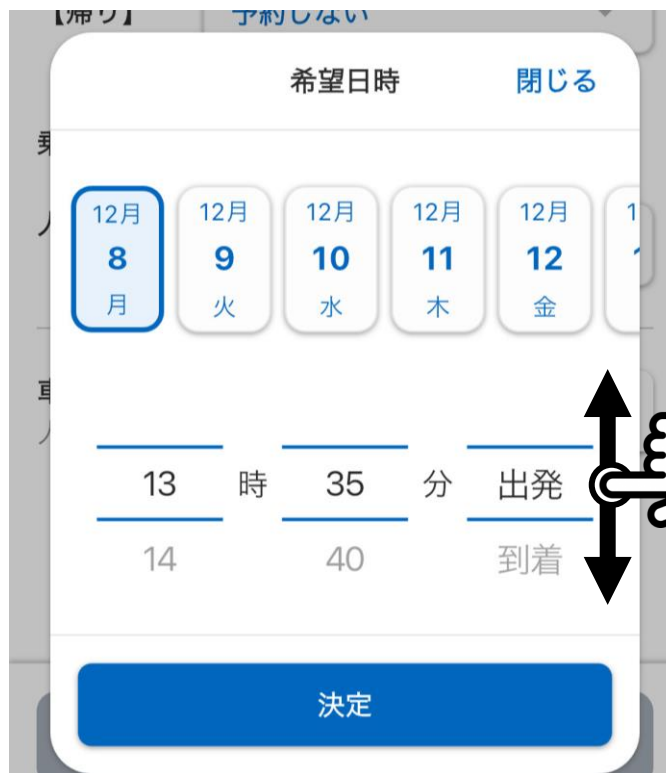 【帰り】 予約しない
希望日時 閉じる
12月 12月 12月 12月 12月 1
8 9 10 11 12
月 火 水 木 金
13 時 35 分 出発
14 40 到着
決定